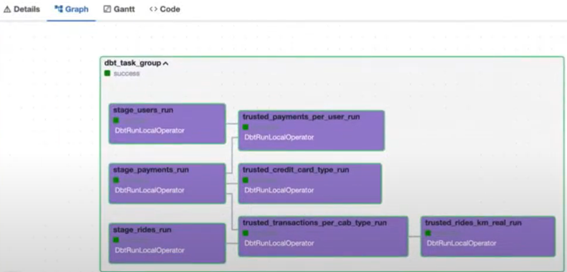 Details
Graph
Gantt
Code
dbt_task_group
success
stage_users_run
DbtRunLocalOperator
trusted_payments_per_user_run
DbtRunLocalOperator
stage_payments_run
DbtRunLocalOperator
trusted_credit_card_type_run
DbtRunLocalOperator
stage_rides_run
DbtRunLocalOperator
trusted_transactions_per_cab_type_run
DbtRunLocalOperator
trusted_rides_km_real_run
DbtRunLocalOperator